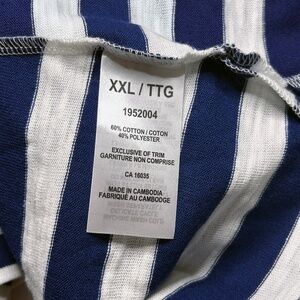 XXL / TTG
1952004
60% COTTON / COTON
40% POLYESTER
EXCLUSIVE OF TRIM
GARNITURE NON COMPRISE
CA 16035
MADE IN CAMBODIA
FABRIQUÉ AU CAMBODGE